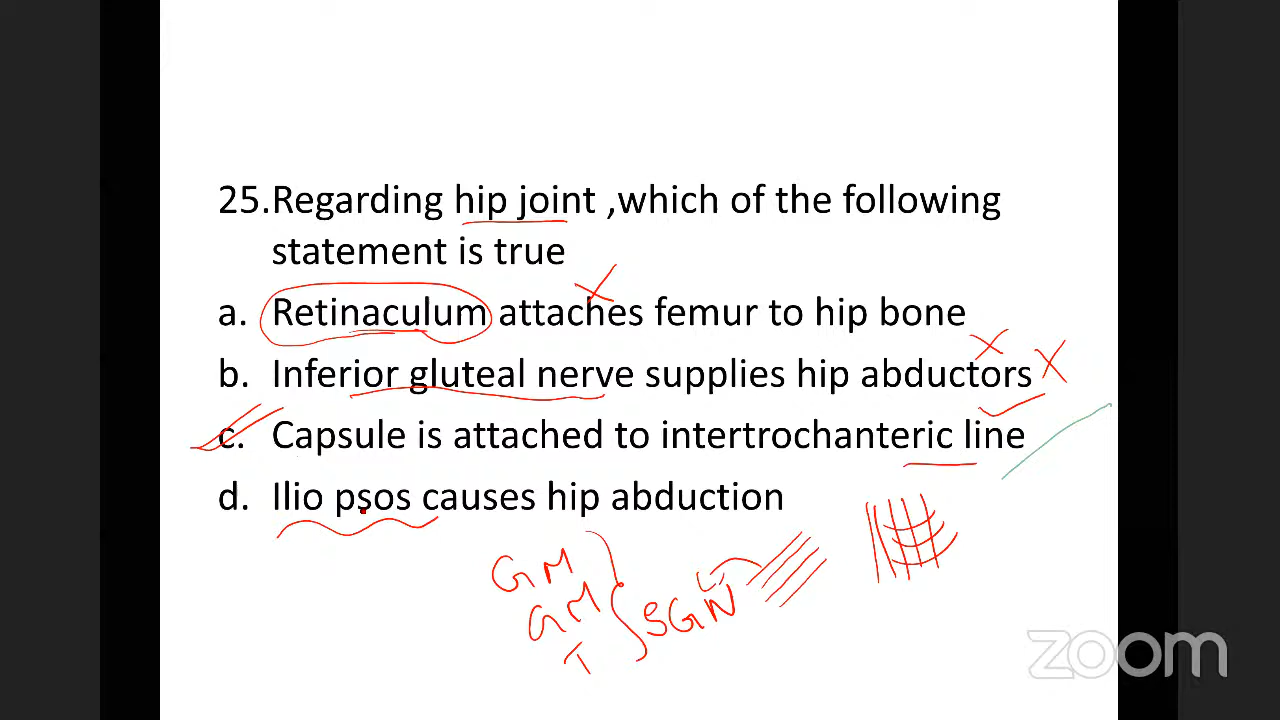 25.Regarding hip joint ,which of the following
statement is true
a. Retinaculum attaches femur to hip bone
b. Inferior gluteal nerve supplies hip abductors
c. Capsule is attached to intertrochanteric line
d. Ilio psos causes hip abduction
GM
GM
T
SGN
zoom